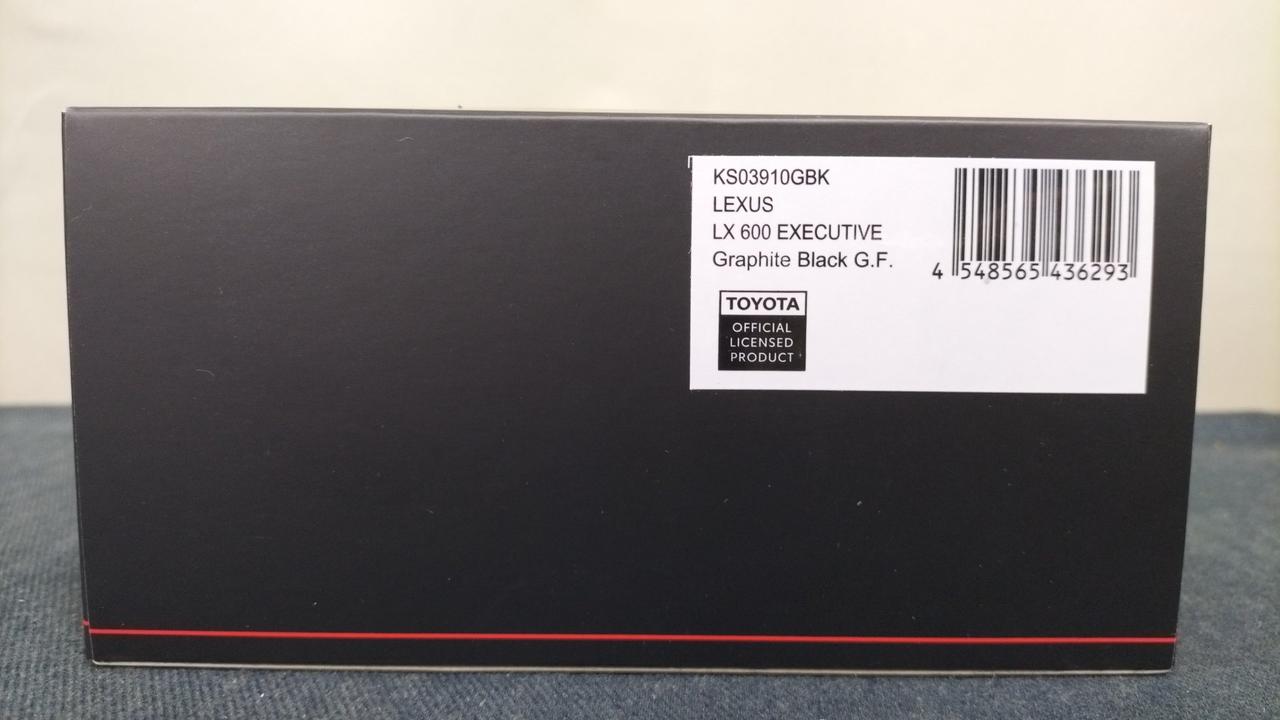 KS03910GBK
LEXUS
LX 600 EXECUTIVE
Graphite Black G.F.
4 548565 436293
TOYOTA
OFFICIAL
LICENSED
PRODUCT